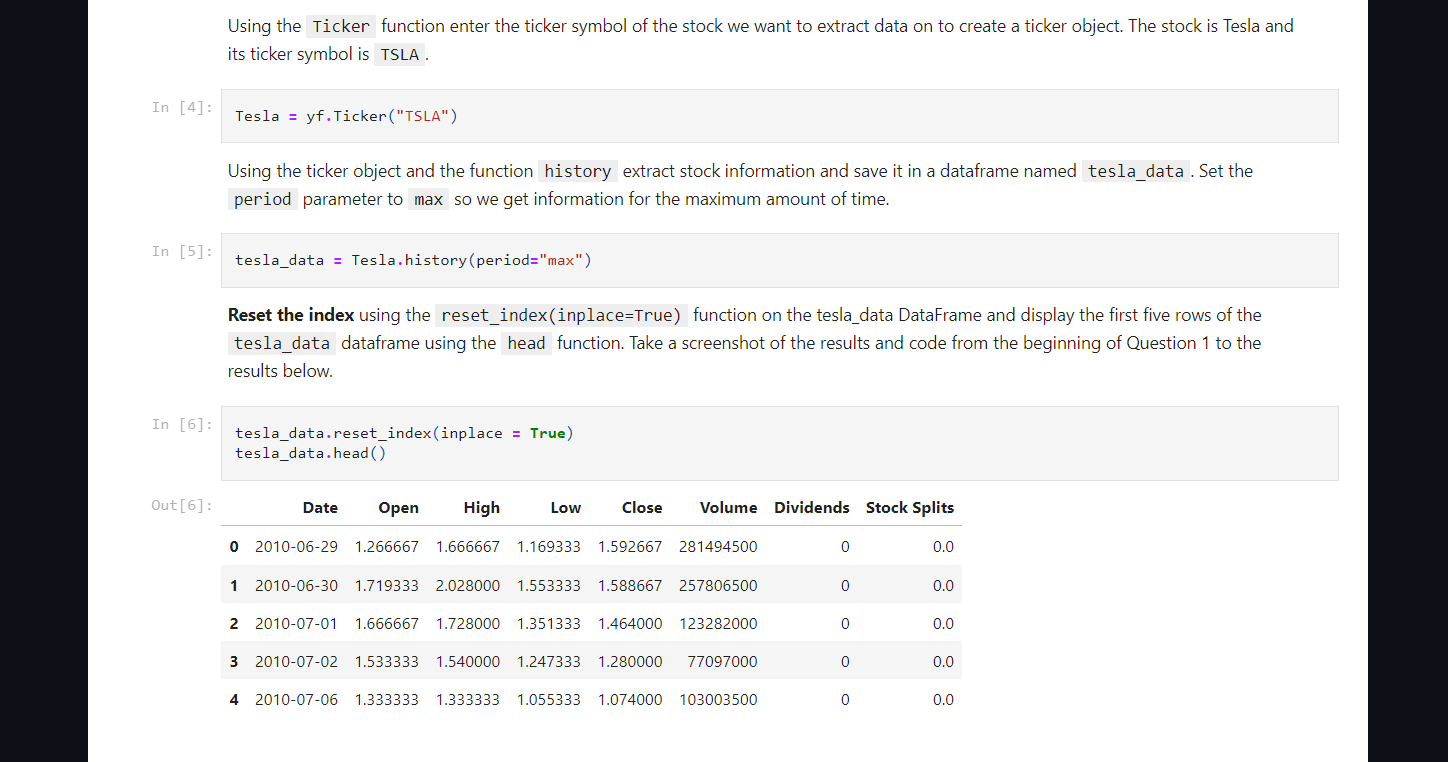 Using the Ticker function enter the ticker symbol of the stock we want to extract data on to create a ticker object. The stock is Tesla and
its ticker symbol is TSLA .
In [4]:
Tesla = yf.Ticker("TSLA")
Using the ticker object and the function history extract stock information and save it in a dataframe named tesla_data . Set the
period parameter to max so we get information for the maximum amount of time.
In [5]:
tesla_data = Tesla.history(period="max")
Reset the index using the reset_index(inplace=True) function on the tesla_data DataFrame and display the first five rows of the
tesla_data dataframe using the head function. Take a screenshot of the results and code from the beginning of Question 1 to the
results below.
In [6]:
tesla_data.reset_index(inplace = True)
tesla_data.head()
Out[6]:
Date Open High Low Close Volume Dividends Stock Splits
0 2010-06-29 1.266667 1.666667 1.169333 1.592667 281494500 0 0.0
1 2010-06-30 1.719333 2.028000 1.553333 1.588667 257806500 0 0.0
2 2010-07-01 1.666667 1.728000 1.351333 1.464000 123282000 0 0.0
3 2010-07-02 1.533333 1.540000 1.247333 1.280000 77097000 0 0.0
4 2010-07-06 1.333333 1.333333 1.055333 1.074000 103003500 0 0.0